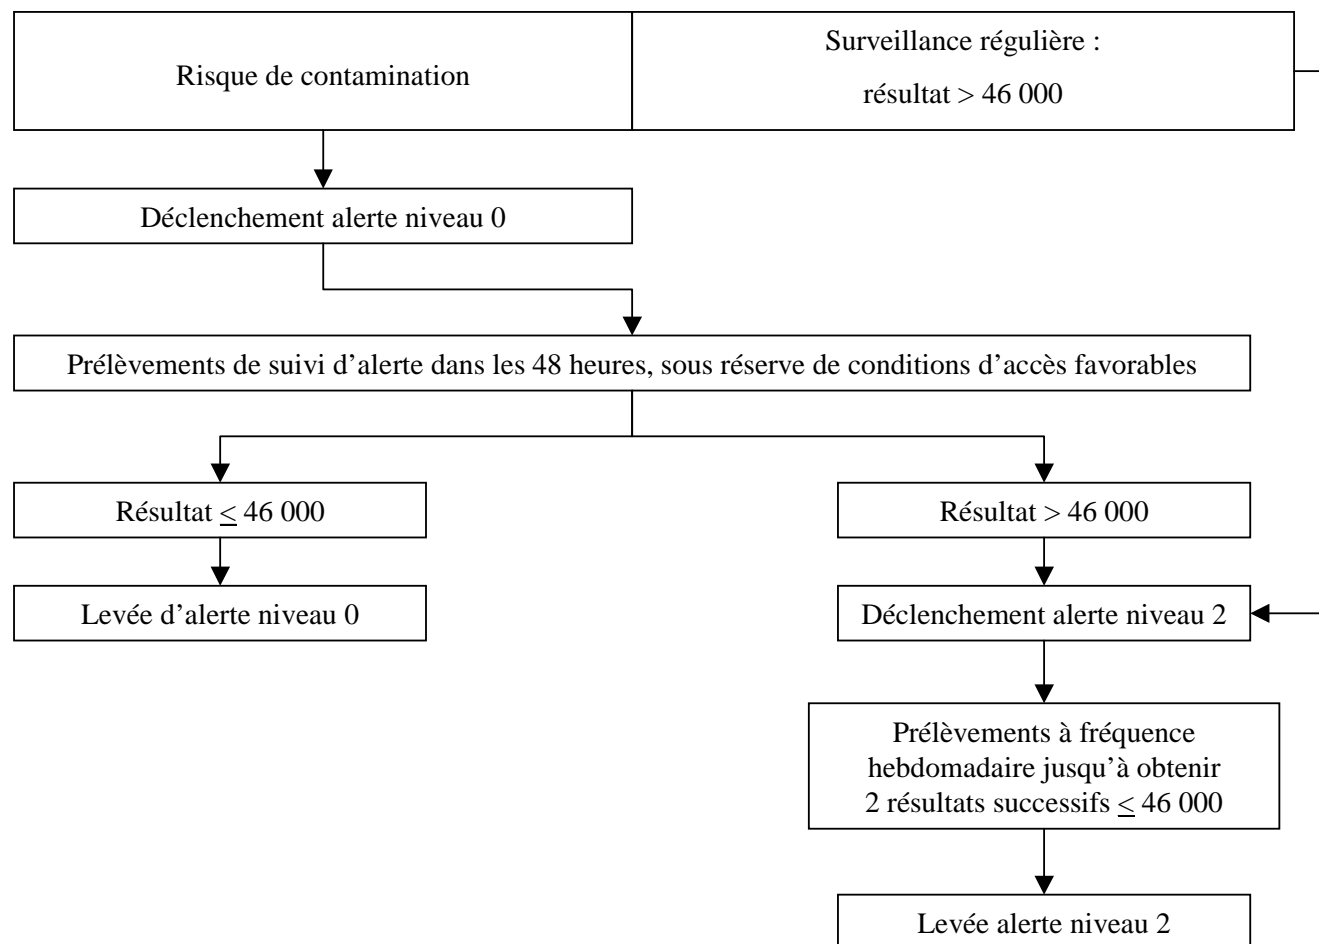 Risque de contamination
Surveillance régulière :
résultat > 46 000
Déclenchement alerte niveau 0
Prélèvements de suivi d’alerte dans les 48 heures, sous réserve de conditions d’accès favorables
Résultat ≤ 46 000
Résultat > 46 000
Levée d’alerte niveau 0
Déclenchement alerte niveau 2
Prélèvements à fréquence
hebdomadaire jusqu’à obtenir
2 résultats successifs ≤ 46 000
Levée alerte niveau 2